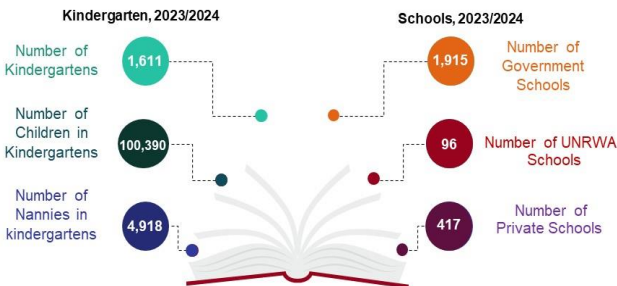 Kindergarten, 2023/2024
Number of
Kindergartens
1,611
Number of
Children in
Kindergartens
100,390
Number of
Nannies in
kindergartens
4,918
Schools, 2023/2024
1,915
Number of
Government
Schools
96
Number of UNRWA
Schools
417
Number of
Private Schools